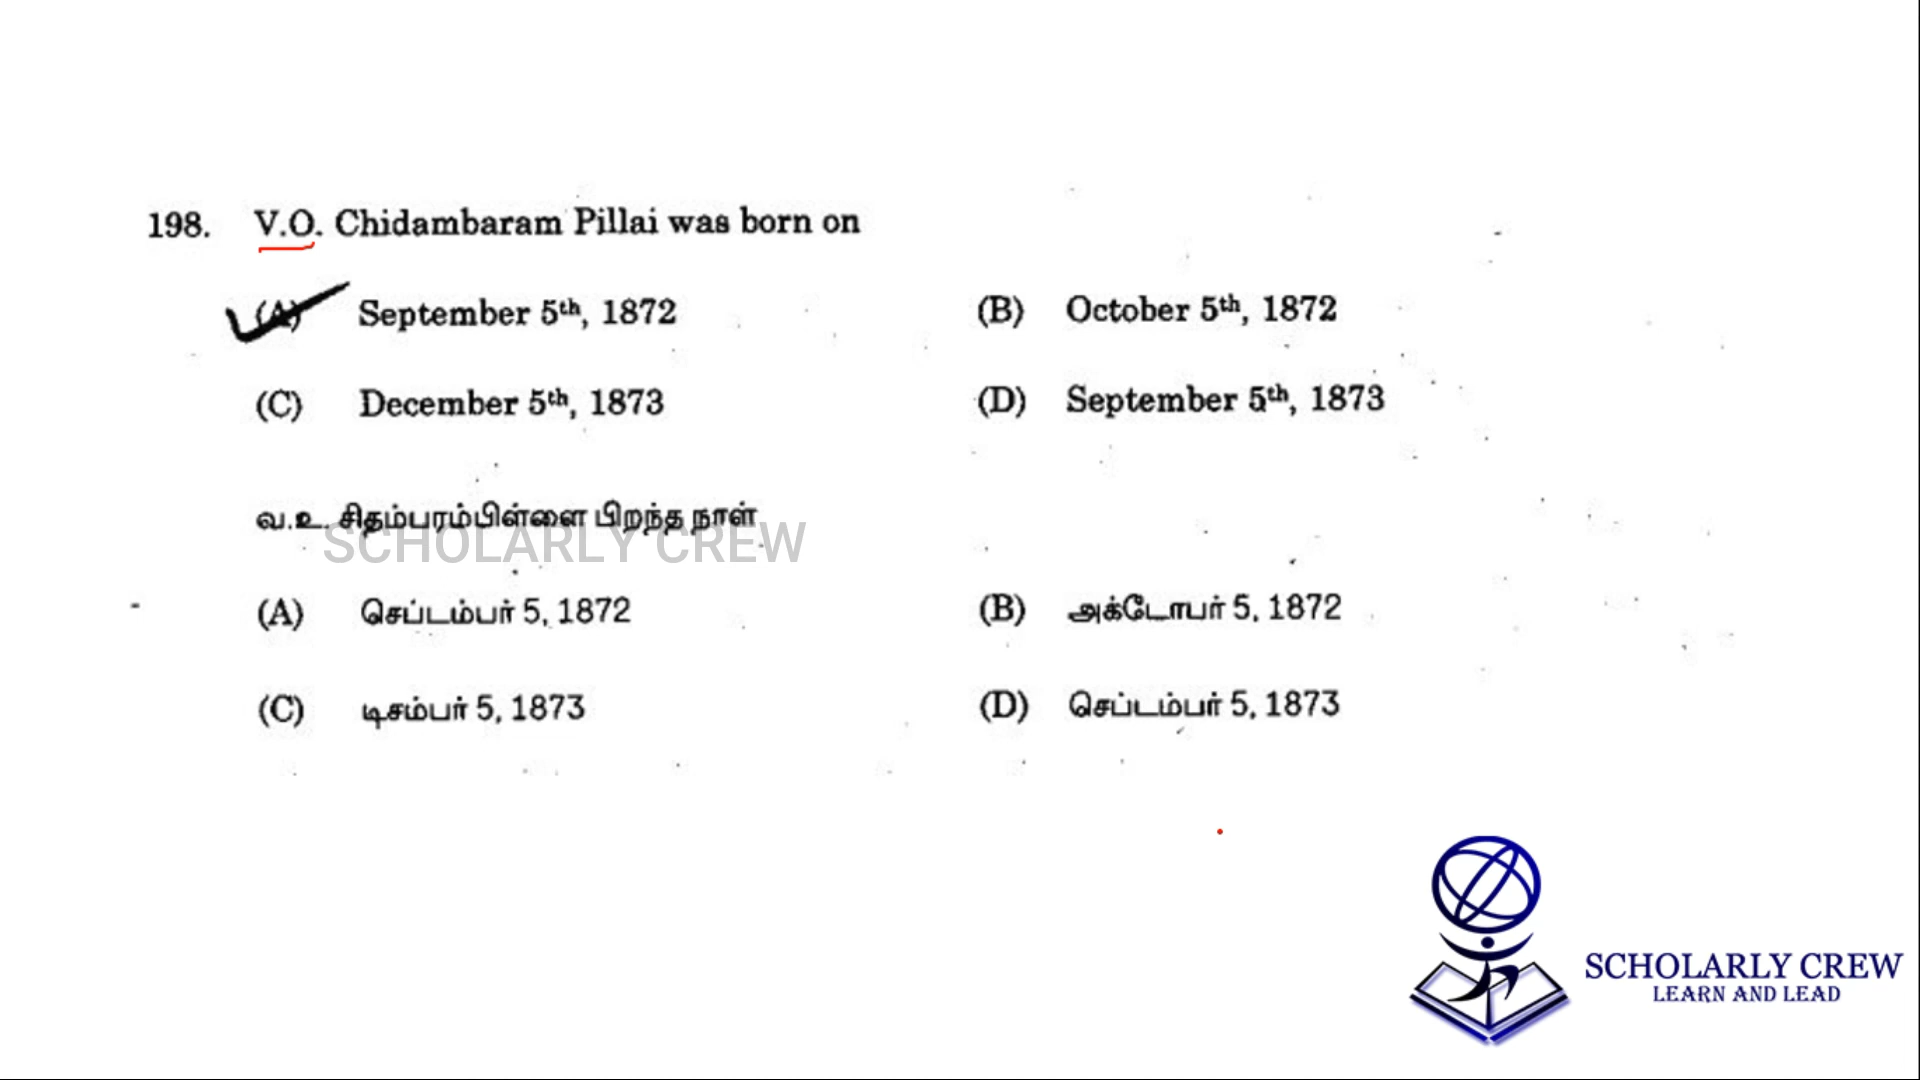 198. V.O. Chidambaram Pillai was born on
(A) September 5th, 1872 (B) October 5th, 1872
(C) December 5th, 1873 (D) September 5th, 1873
வ.உ. சிதம்பரம்பிள்ளை பிறந்த நாள்
SCHOLARLY CREW
(A) செப்டம்பர் 5, 1872 (B) அக்டோபர் 5, 1872
(C) டிசம்பர் 5, 1873 (D) செப்டம்பர் 5, 1873
SCHOLARLY CREW
LEARN AND LEAD